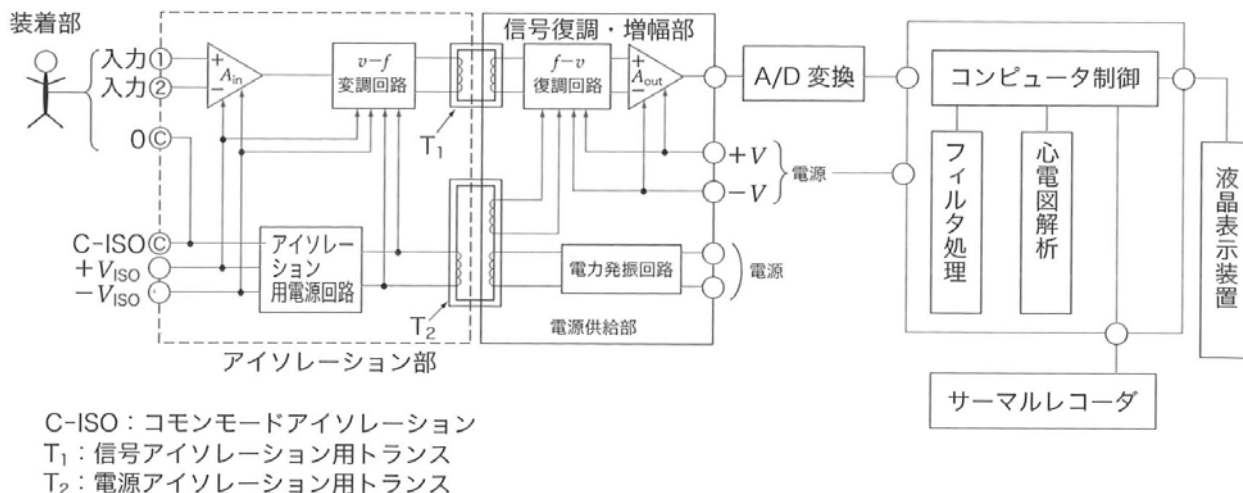 装着部
入力①
入力②
0 Ⓒ
+
−
A_in
v−f
変調回路
T₁
C-ISO Ⓒ
+V_ISO
−V_ISO
アイソレー
ション
用電源回路
T₂
アイソレーション部
信号復調・増幅部
f−v
復調回路
+
−
A_out
+V
−V
電源
電力発振回路
電源
電源供給部
A/D 変換
コンピュータ制御
フィルタ処理
心電図解析
液晶表示装置
サーマルレコーダ
C-ISO：コモンモードアイソレーション
T₁：信号アイソレーション用トランス
T₂：電源アイソレーション用トランス